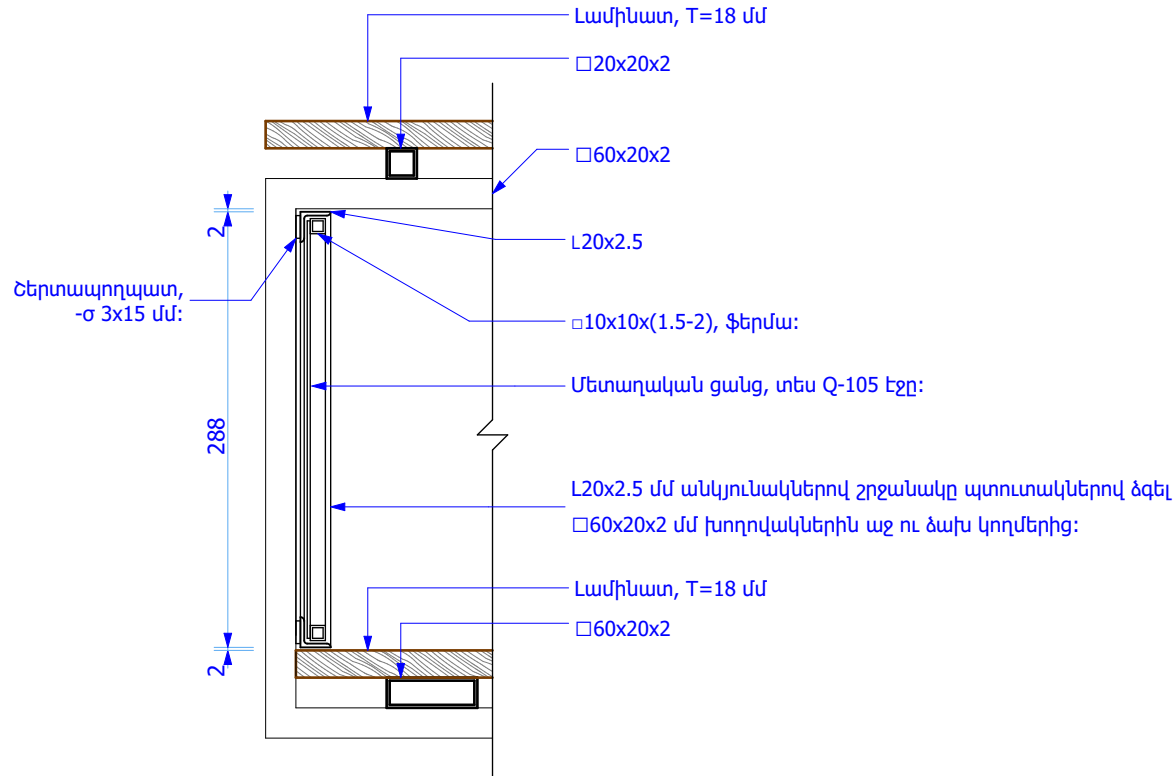 Լամինատ, T=18 մմ
□20x20x2
□60x20x2
2
L20x2.5
Շերտապողպատ,
-σ 3x15 մմ:
□10x10x(1.5-2), ֆերմա:
Մետաղական ցանց, տես Q-105 էջը:
288
L20x2.5 մմ անկյունակներով շրջանակը պտուտակներով ձգել
□60x20x2 մմ խողովակներին աջ ու ձախ կողմերից:
Լամինատ, T=18 մմ
□60x20x2
2